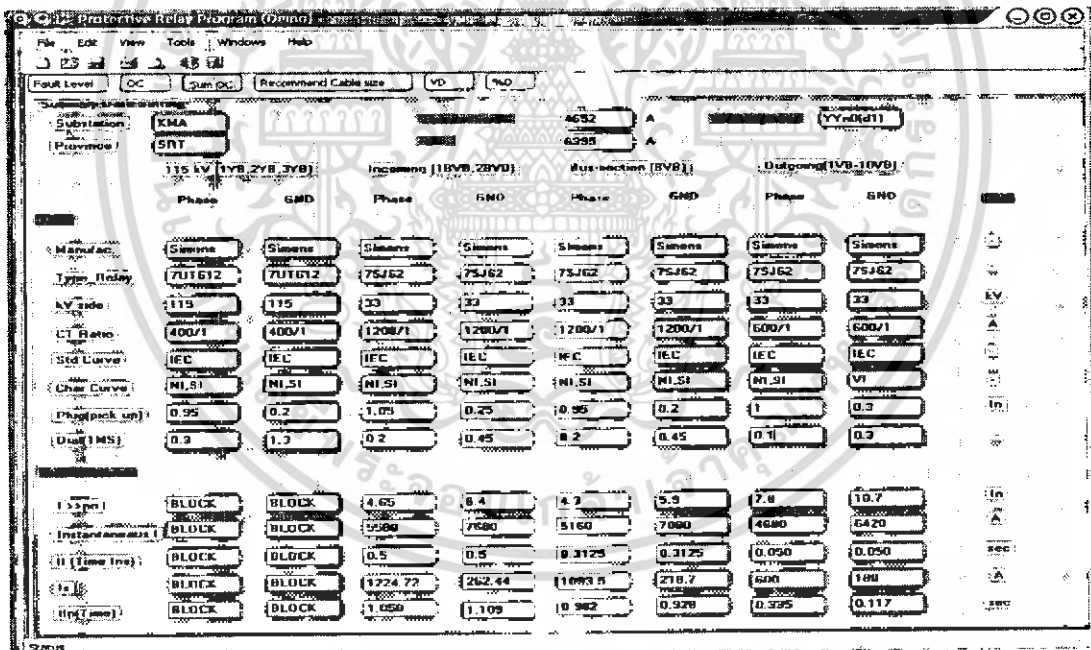 Protective Relay Program (Demo)
File Edit View Tools Windows Help
Fault Level OC Sum OC Recommend Cable size VD %D
Substation XMA 4692 A YYn0(d1)
Province SRT 6395 A
115 kV [1YB,2YB,3YB] Incoming [1BVB,2BVB] Bus-section [BVB] Outgoing[1VB-10VB]
Phase GND Phase GND Phase GND Phase GND
Manufac. Simens Simens Simens Simens Simens Simens Simens Simens
Type_Relay 7UT612 7UT612 7SJ62 7SJ62 7SJ62 7SJ62 7SJ62 7SJ62
kV side 115 115 33 33 33 33 33 33 kV
CT Ratio 400/1 400/1 1200/1 1200/1 1200/1 1200/1 600/1 600/1 A
Std Curve IEC IEC IEC IEC IEC IEC IEC IEC
Char Curve NI,SI NI,SI NI,SI NI,SI NI,SI NI,SI NI,SI VI
Plug(pick up) 0.95 0.2 1.05 0.25 0.95 0.2 1 0.3 In
Dial(TMS) 0.3 1.3 0.2 0.45 0.2 0.45 0.1 0.3
BLOCK BLOCK 4.65 6.4 4.3 5.9 7.8 10.7 In
Instantaneous BLOCK BLOCK 5580 7680 5160 7080 4680 6420 A
(Time Ins) BLOCK BLOCK 0.5 0.5 0.3125 0.3125 0.050 0.050 sec
BLOCK BLOCK 1224.72 262.44 1093.5 218.7 600 180 A
(Time) BLOCK BLOCK 1.050 1.109 0.982 0.928 0.335 0.117 sec
Status